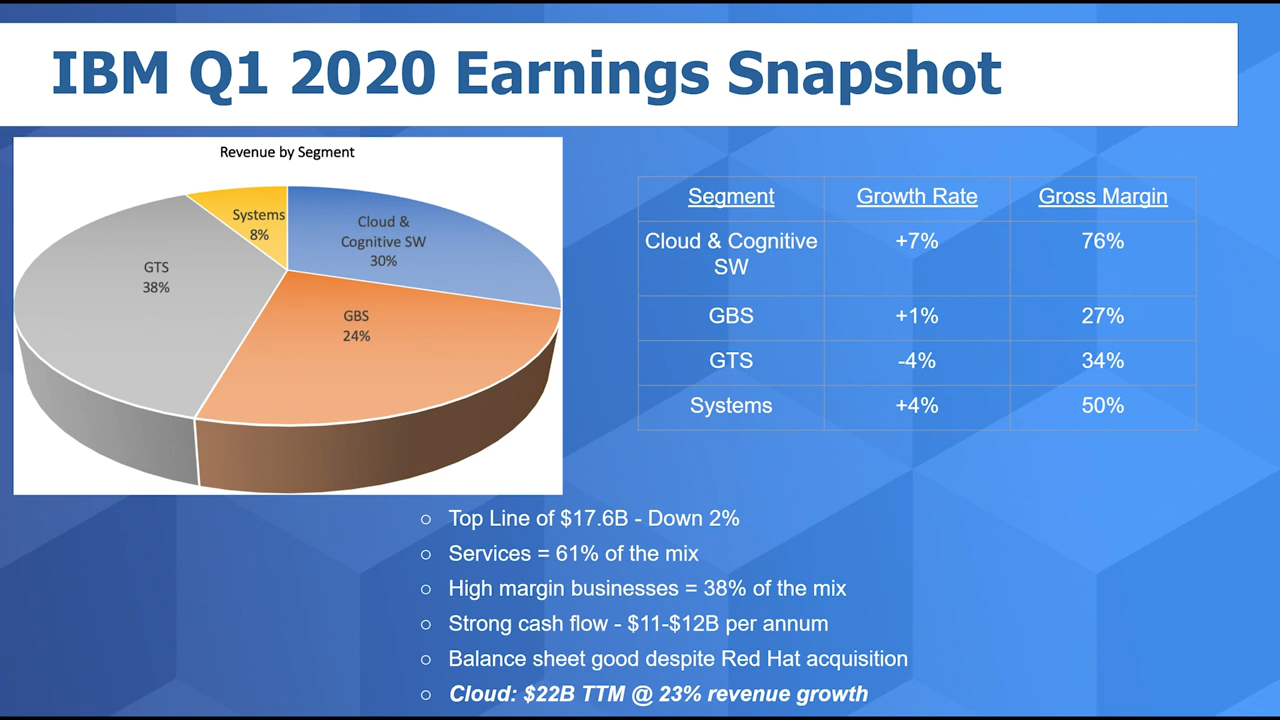 IBM Q1 2020 Earnings Snapshot
Revenue by Segment
Systems
8%
Cloud &
Cognitive SW
30%
GTS
38%
GBS
24%
Segment Growth Rate Gross Margin
Cloud & Cognitive +7% 76%
SW
GBS +1% 27%
GTS -4% 34%
Systems +4% 50%
Top Line of $17.6B - Down 2%
Services = 61% of the mix
High margin businesses = 38% of the mix
Strong cash flow - $11-$12B per annum
Balance sheet good despite Red Hat acquisition
Cloud: $22B TTM @ 23% revenue growth